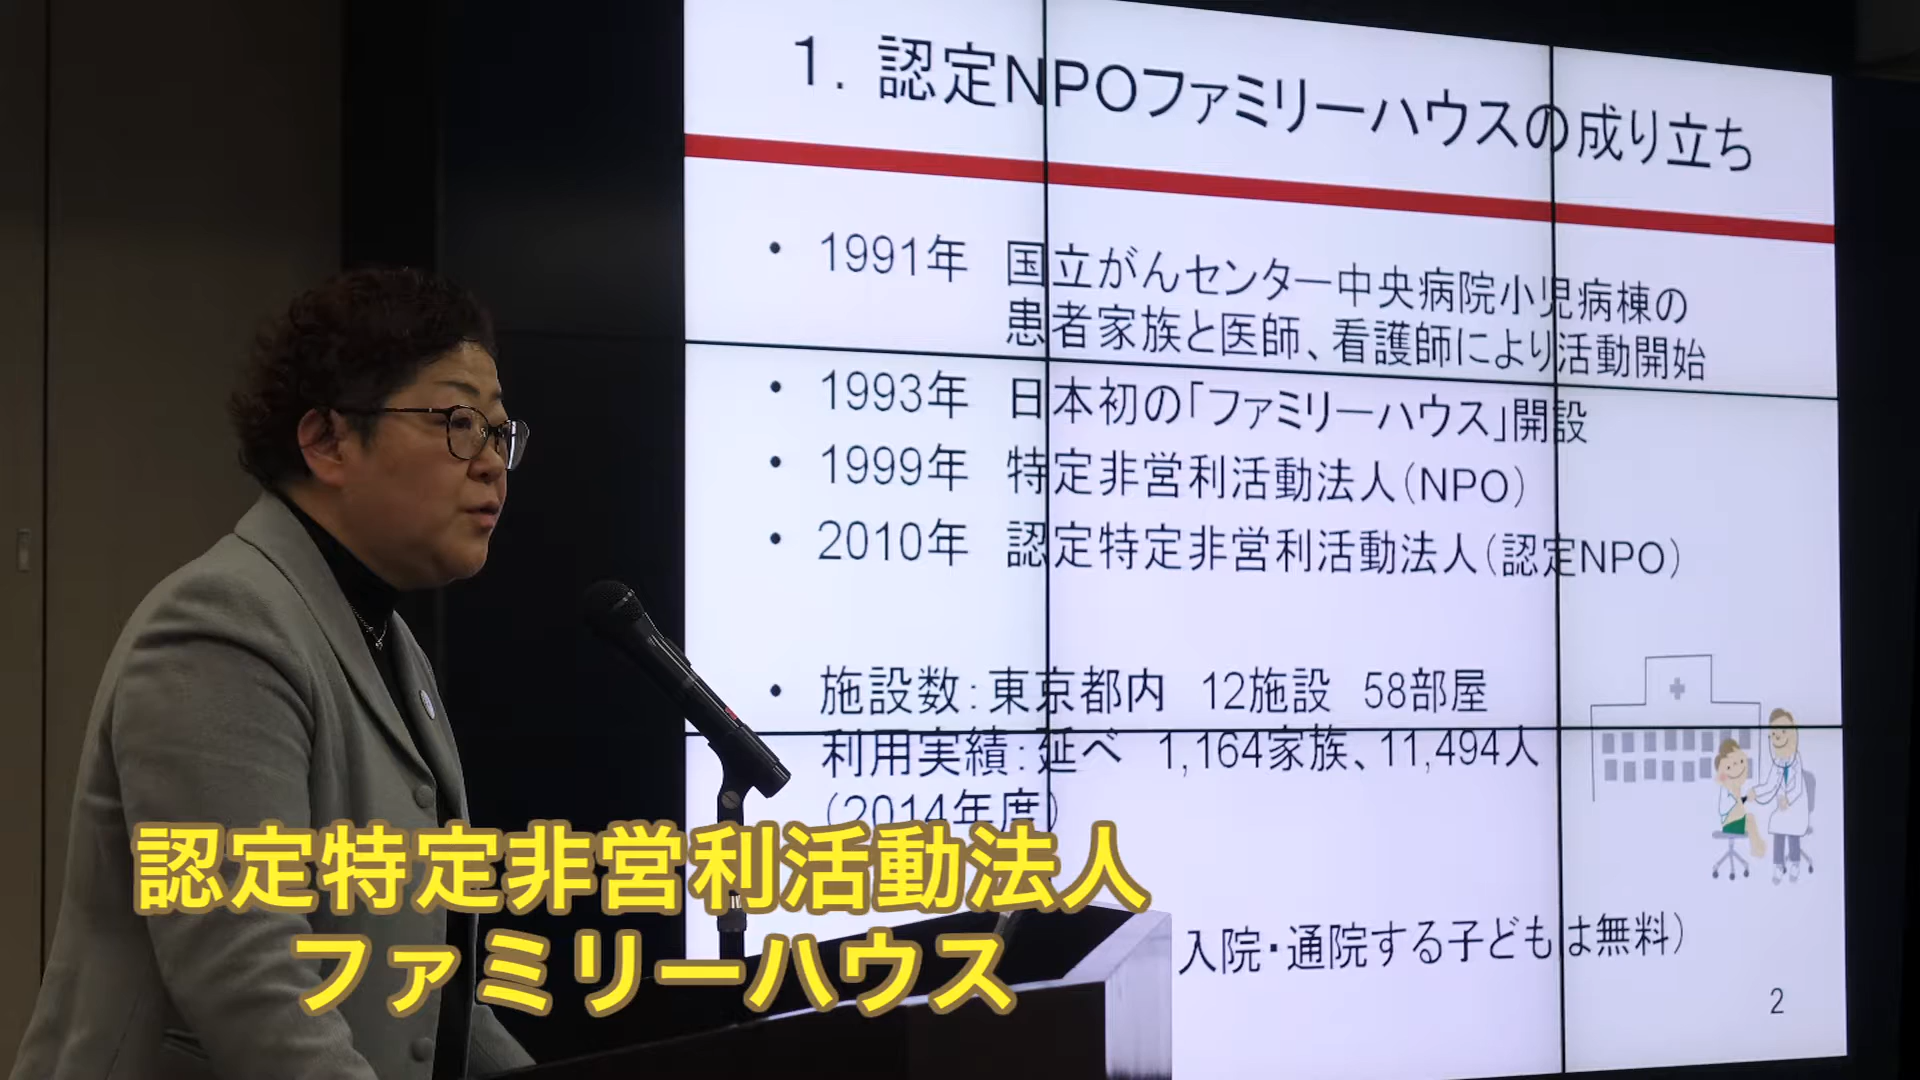 1. 認定NPOファミリーハウスの成り立ち
・ 1991年 国立がんセンター中央病院小児病棟の
患者家族と医師、看護師により活動開始
・ 1993年 日本初の「ファミリーハウス」開設
・ 1999年 特定非営利活動法人(NPO)
・ 2010年 認定特定非営利活動法人(認定NPO)
・ 施設数:東京都内 12施設 58部屋
利用実績:延べ 1,164家族、11,494人
(2014年度)
入院・通院する子どもは無料)
2
認定特定非営利活動法人
ファミリーハウス